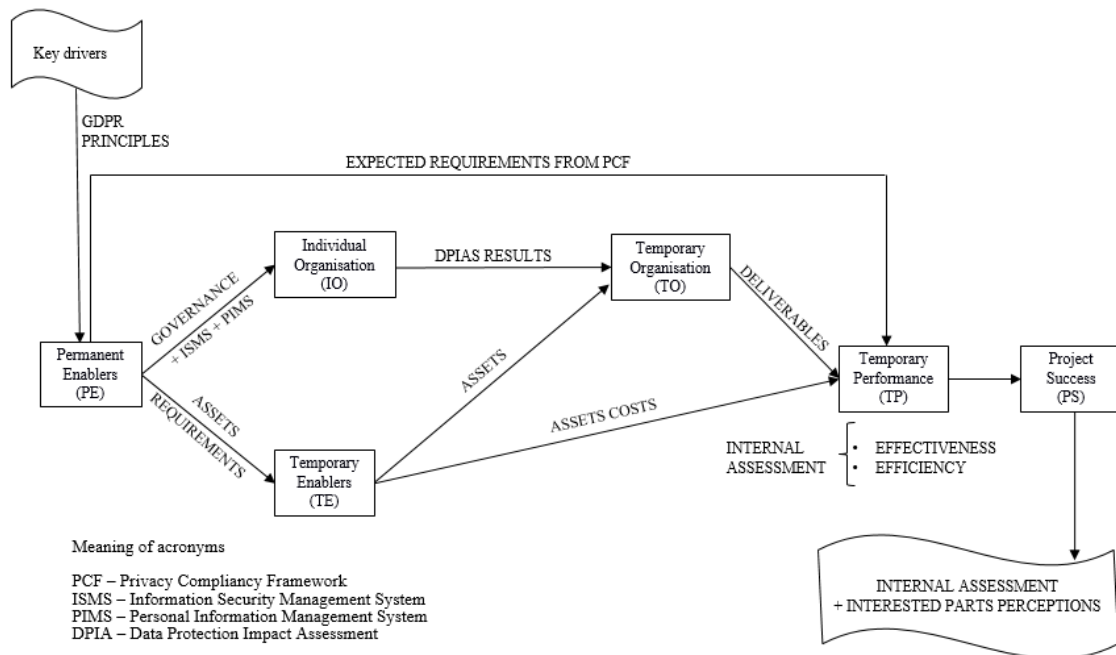 Key drivers
GDPR
PRINCIPLES
EXPECTED REQUIREMENTS FROM PCF
Individual
Organisation
(IO)
DPIAS RESULTS
Temporary
Organisation
(TO)
GOVERNANCE
+ ISMS + PIMS
DELIVERABLES
Permanent
Enablers
(PE)
ASSETS
REQUIREMENTS
ASSETS
ASSETS COSTS
Temporary
Performance
(TP)
Project
Success
(PS)
Temporary
Enablers
(TE)
INTERNAL
ASSESSMENT
• EFFECTIVENESS
• EFFICIENCY
Meaning of acronyms
PCF – Privacy Compliancy Framework
ISMS – Information Security Management System
PIMS – Personal Information Management System
DPIA – Data Protection Impact Assessment
INTERNAL ASSESSMENT
+ INTERESTED PARTS PERCEPTIONS